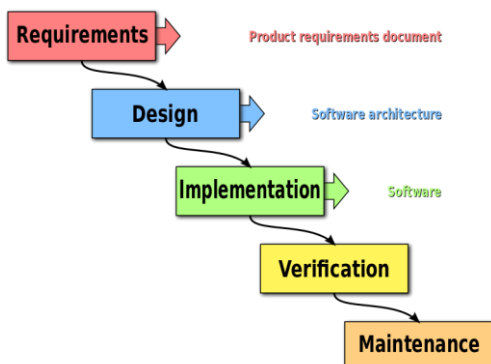 Requirements
Product requirements document
Design
Software architecture
Implementation
Software
Verification
Maintenance